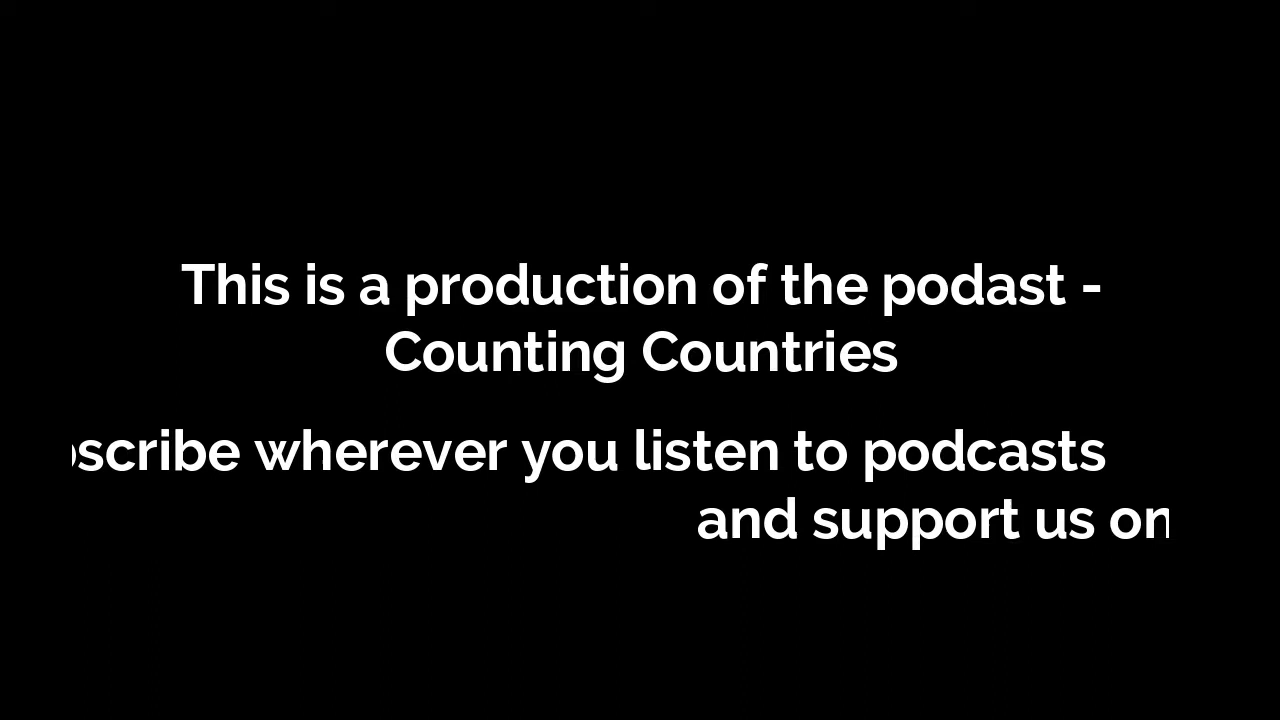 This is a production of the podast -
Counting Countries
scribe wherever you listen to podcasts
and support us on